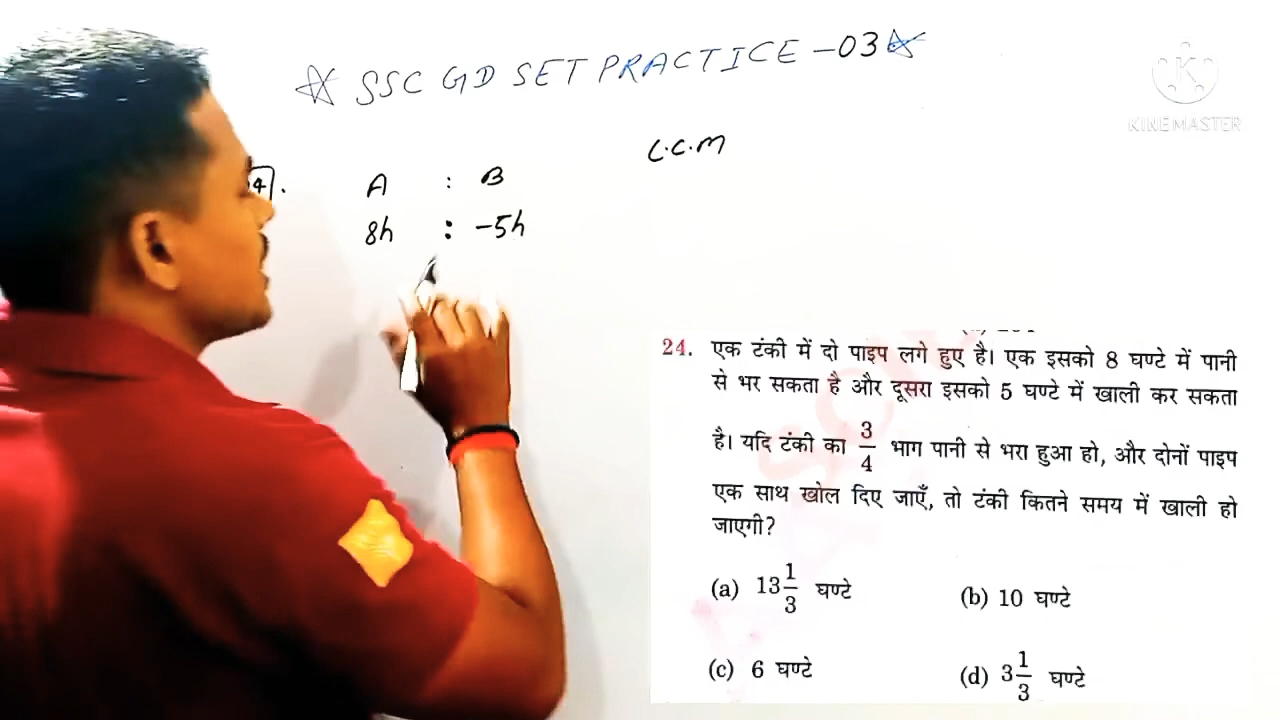 ☆ SSC GD SET PRACTICE -03 ☆
KINEMASTER
L.C.M
4.
A : B
8h : -5h
24. एक टंकी में दो पाइप लगे हुए है। एक इसको 8 घण्टे में पानी
से भर सकता है और दूसरा इसको 5 घण्टे में खाली कर सकता
है। यदि टंकी का 3/4 भाग पानी से भरा हुआ हो, और दोनों पाइप
एक साथ खोल दिए जाएँ, तो टंकी कितने समय में खाली हो
जाएगी?
(a) 13 1/3 घण्टे (b) 10 घण्टे
(c) 6 घण्टे (d) 3 1/3 घण्टे